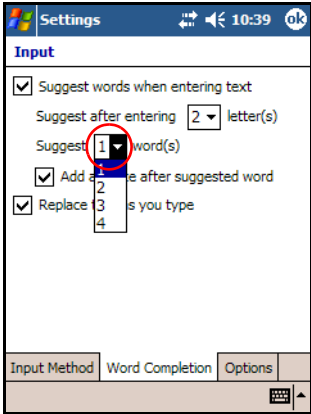 Settings 10:39 ok
Input
Suggest words when entering text
Suggest after entering 2 letter(s)
Suggest 1 word(s)
1
Add a e after suggested word
2
Replace t s you type
3
4
Input Method Word Completion Options